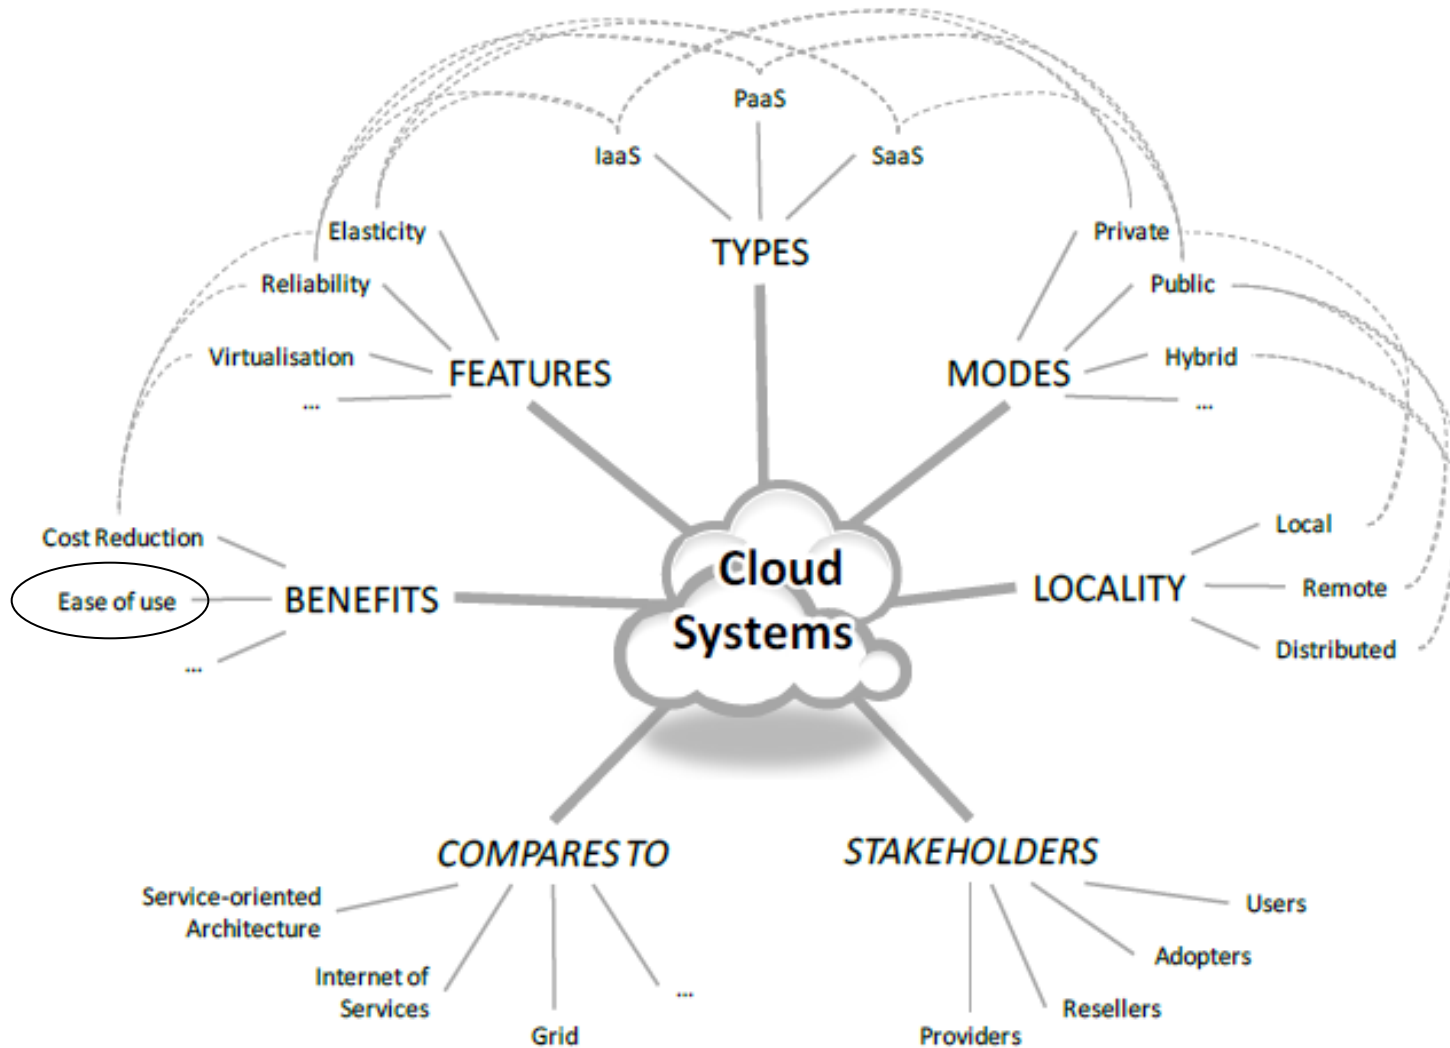 PaaS
IaaS
SaaS
Elasticity
Private
TYPES
Reliability
Public
Virtualisation
Hybrid
FEATURES
MODES
...
...
Cost Reduction
Local
Cloud
Systems
Ease of use
BENEFITS
LOCALITY
Remote
...
Distributed
COMPARES TO
STAKEHOLDERS
Service-oriented
Architecture
Users
Internet of
Services
Adopters
...
Resellers
Grid
Providers